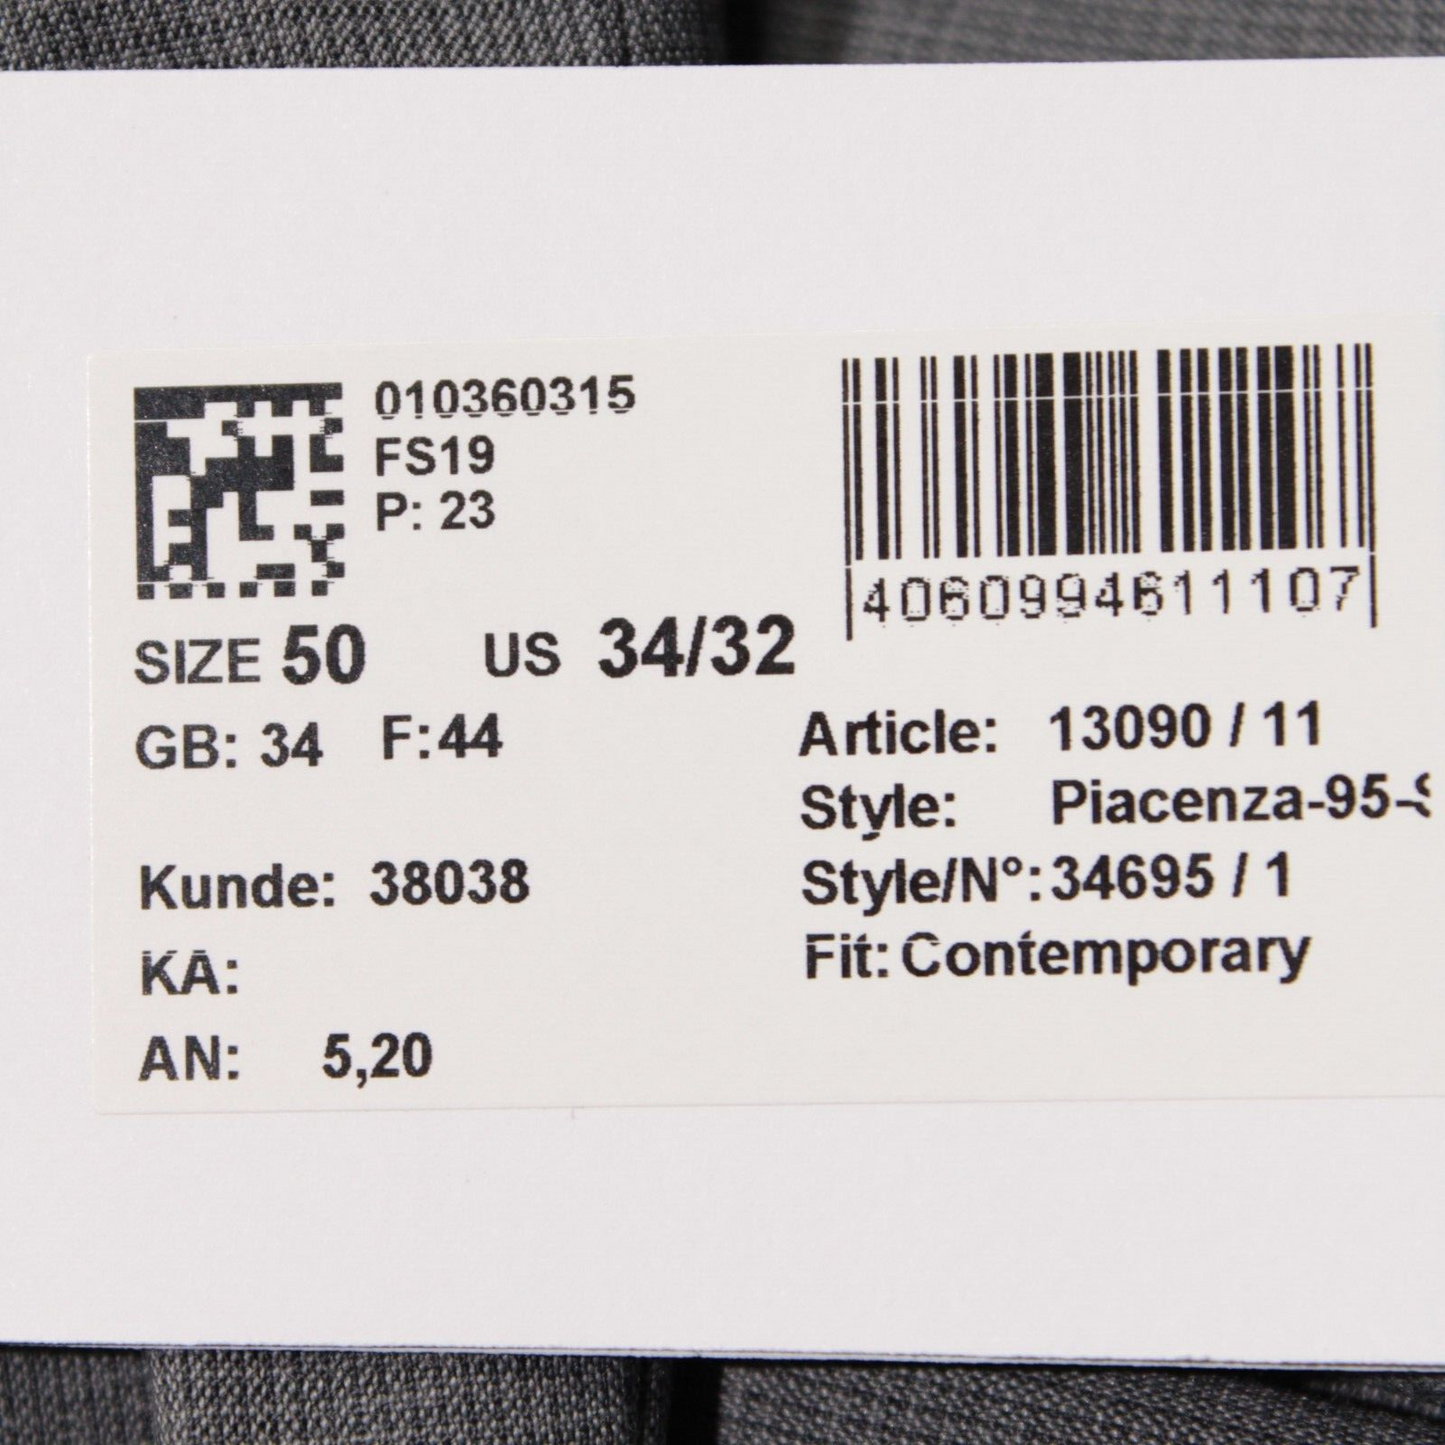 010360315
FS19
P: 23
4060994611107
SIZE 50 US 34/32
GB: 34 F:44
Article: 13090 / 11
Style: Piacenza-95-
Style/N°: 34695 / 1
Fit: Contemporary
Kunde: 38038
KA:
AN: 5,20